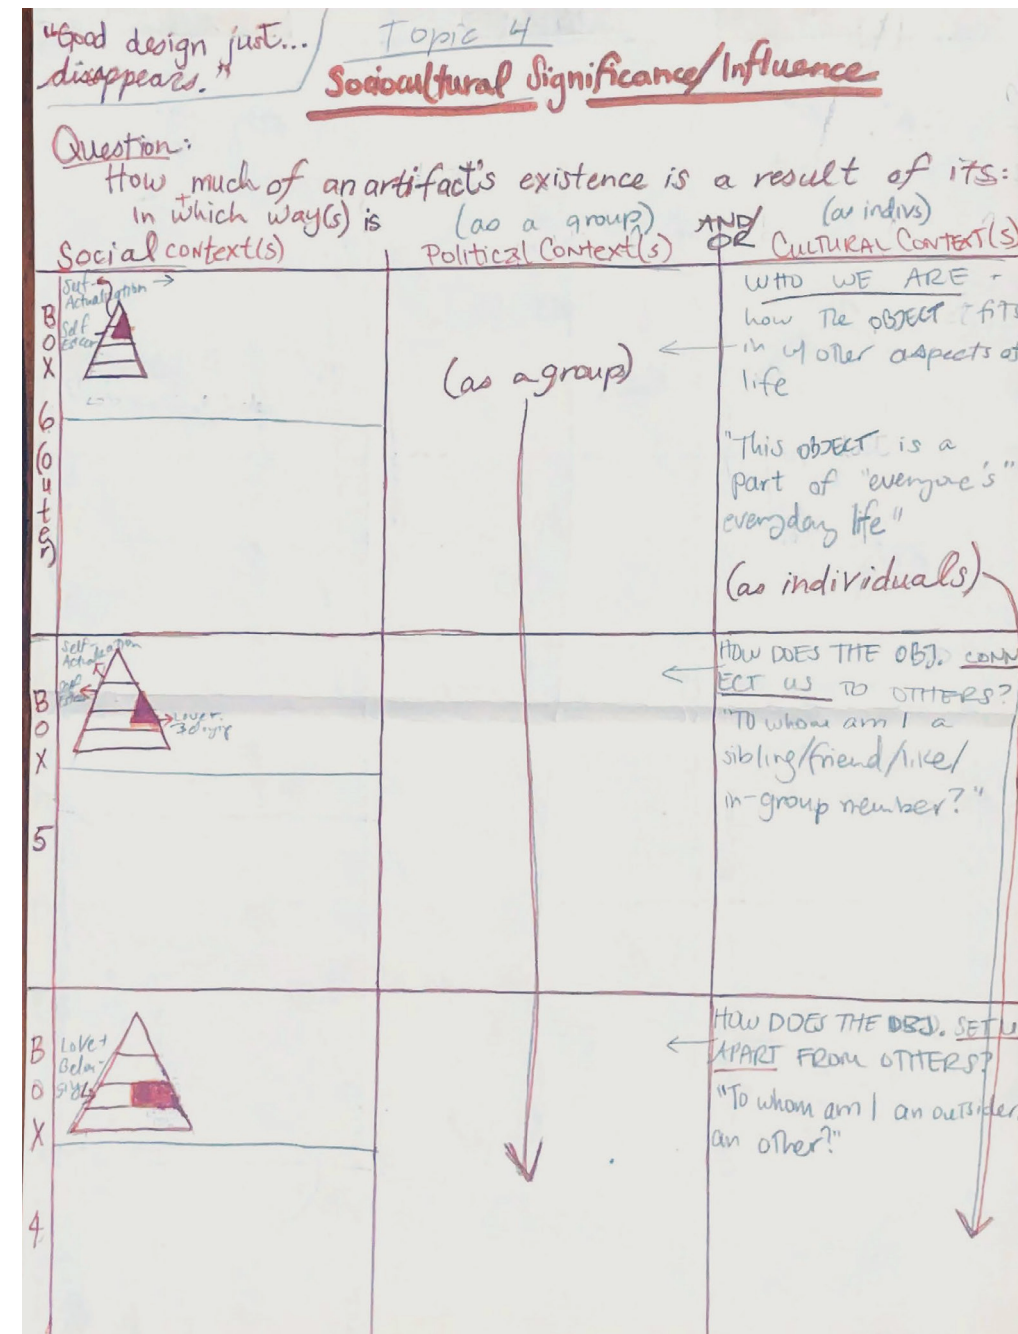 "Good design just...
disappears."
Topic 4
Sociocultural Significance/Influence
Question:
How much of an artifact's existence is a result of its:
+
in which way(s) is
(as a group)
AND/
OR
(as indivs)
Social context(s)
Political Context(s)
CULTURAL CONTEXT(S)
BOX 6 (outer)
Self-
Actualization
Self
Esteem
(as a group)
WHO WE ARE -
how the OBJECT fits
in w/ other aspects of
life
"This OBJECT is a
part of "everyone's"
everyday life"
(as individuals)
BOX 5
Self-
Actualization
HOW DOES THE OBJ. CONN
ECT US TO OTHERS?
"To whom am I a
sibling/friend/like/
in-group member?"
BOX 4
Love +
Belon-
HOW DOES THE OBJ. SET U
APART FROM OTHERS?
"To whom am I an outsider,
an other?"